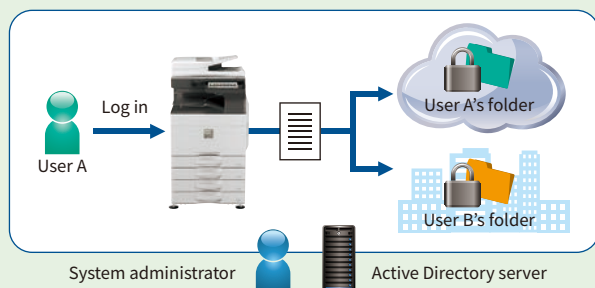 Log in
User A
User A's folder
User B's folder
System administrator
Active Directory server